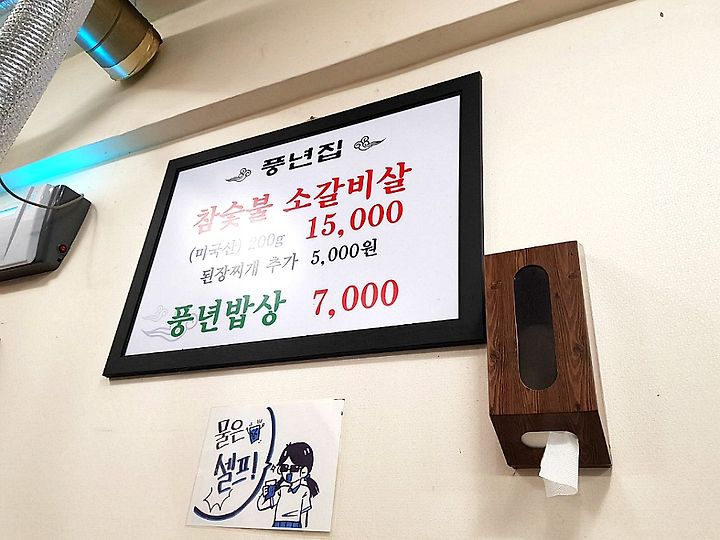 풍년집
참숯불 소갈비살
(미국산) 200g 15,000
된장찌개 추가 5,000원
풍년밥상 7,000
물은
셀프!